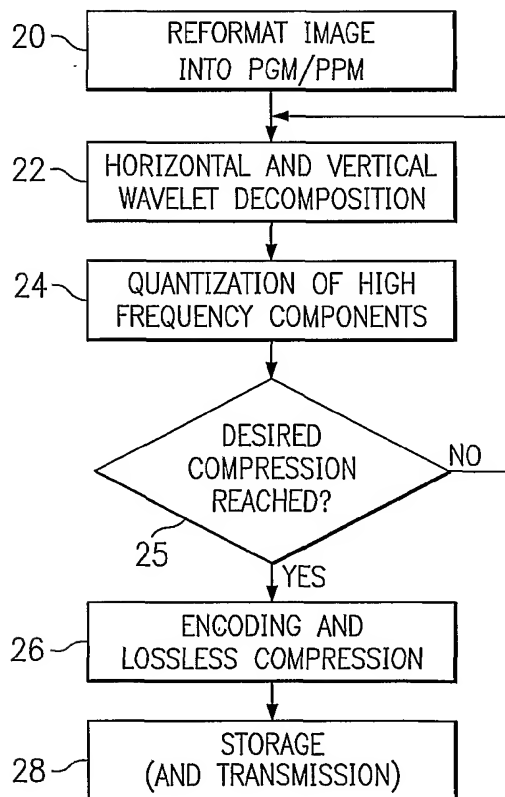 20
REFORMAT IMAGE
INTO PGM/PPM
22
HORIZONTAL AND VERTICAL
WAVELET DECOMPOSITION
24
QUANTIZATION OF HIGH
FREQUENCY COMPONENTS
DESIRED
COMPRESSION
REACHED?
NO
25
YES
26
ENCODING AND
LOSSLESS COMPRESSION
28
STORAGE
(AND TRANSMISSION)